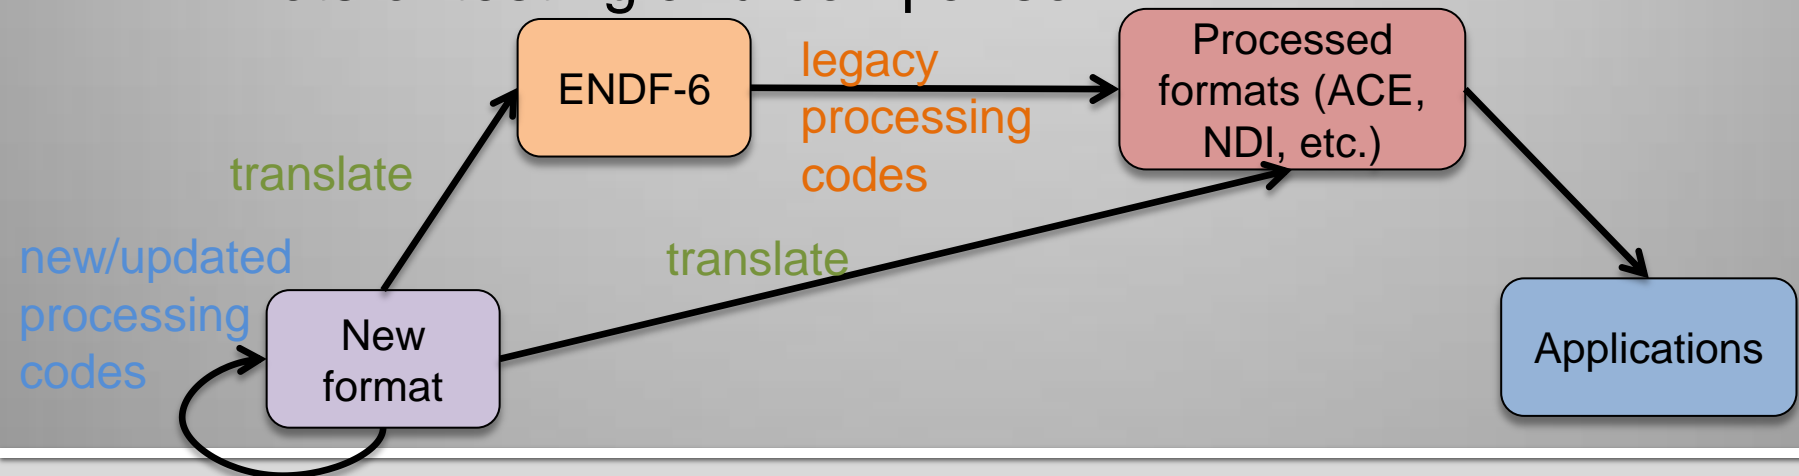 ENDF-6
legacy
processing
codes
Processed
formats (ACE,
NDI, etc.)
translate
translate
new/updated
processing
codes
New
format
Applications